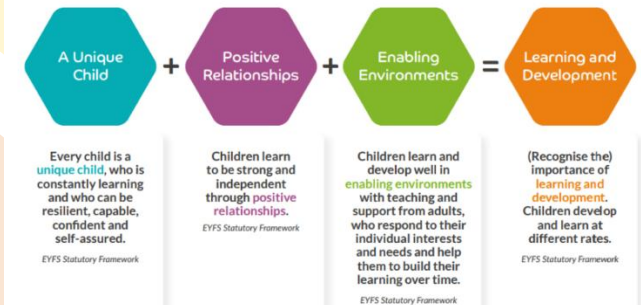 A Unique
Child
+
Positive
Relationships
+
Enabling
Environments
=
Learning and
Development
Every child is a
unique child, who is
constantly learning
and who can be
resilient, capable,
confident and
self-assured.
EYFS Statutory Framework
Children learn
to be strong and
independent
through positive
relationships.
EYFS Statutory Framework
Children learn and
develop well in
enabling environments
with teaching and
support from adults,
who respond to their
individual interests
and needs and help
them to build their
learning over time.
EYFS Statutory Framework
(Recognise the)
importance of
learning and
development.
Children develop
and learn at
different rates.
EYFS Statutory Framework